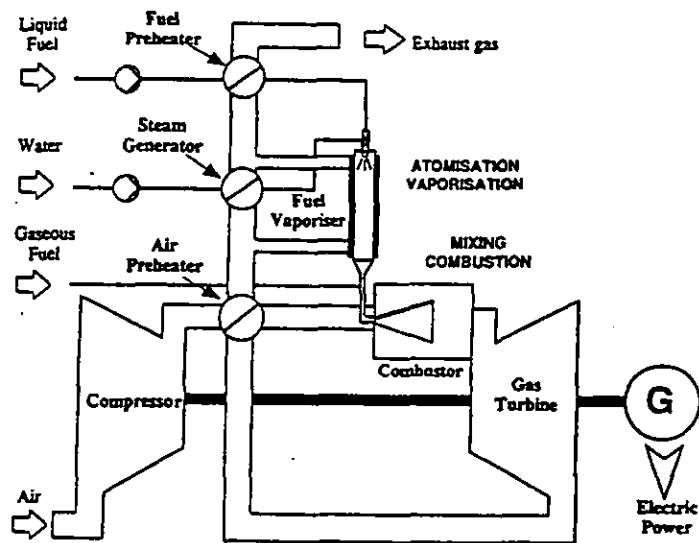 Liquid
Fuel
Fuel
Preheater
Exhaust gas
Water
Steam
Generator
ATOMISATION
VAPORISATION
Fuel
Vaporiser
Gaseous
Fuel
Air
Preheater
MIXING
COMBUSTION
Combustor
Compressor
Gas
Turbine
G
Air
Electric
Power